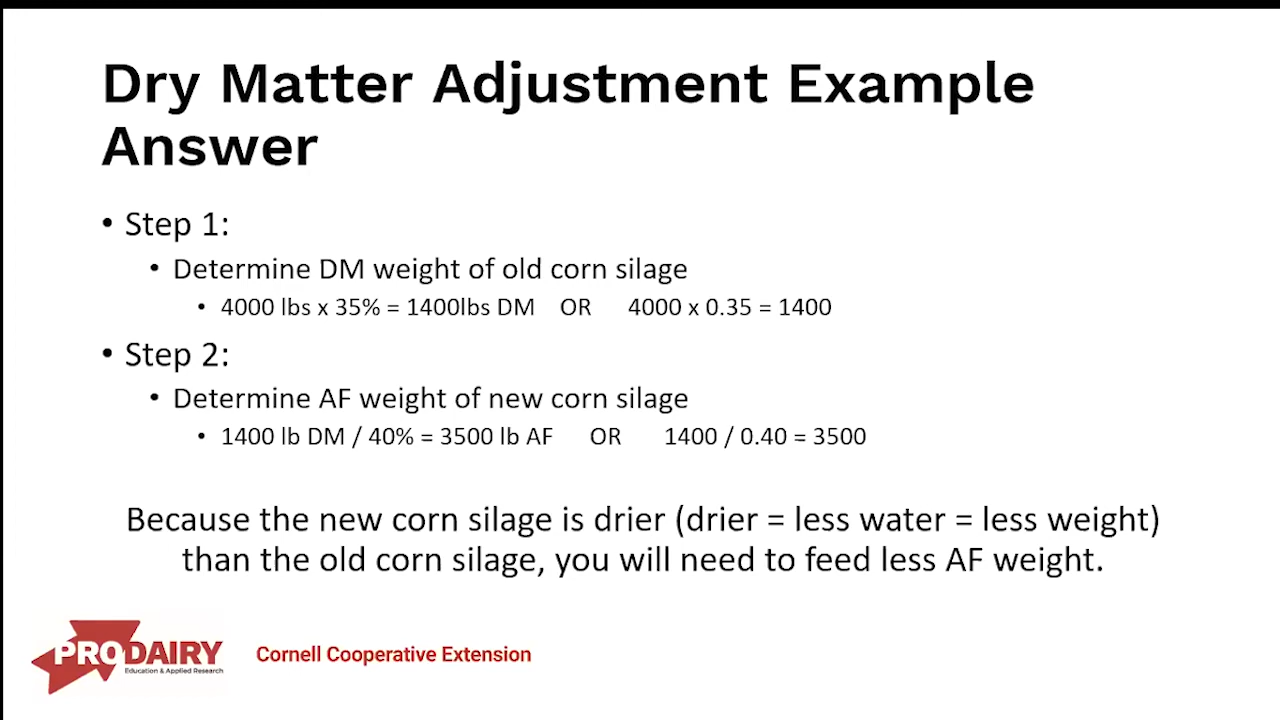 Dry Matter Adjustment Example
Answer
• Step 1:
• Determine DM weight of old corn silage
• 4000 lbs x 35% = 1400lbs DM OR 4000 x 0.35 = 1400
• Step 2:
• Determine AF weight of new corn silage
• 1400 lb DM / 40% = 3500 lb AF OR 1400 / 0.40 = 3500
Because the new corn silage is drier (drier = less water = less weight)
than the old corn silage, you will need to feed less AF weight.
PRODAIRY
Education & Applied Research
Cornell Cooperative Extension